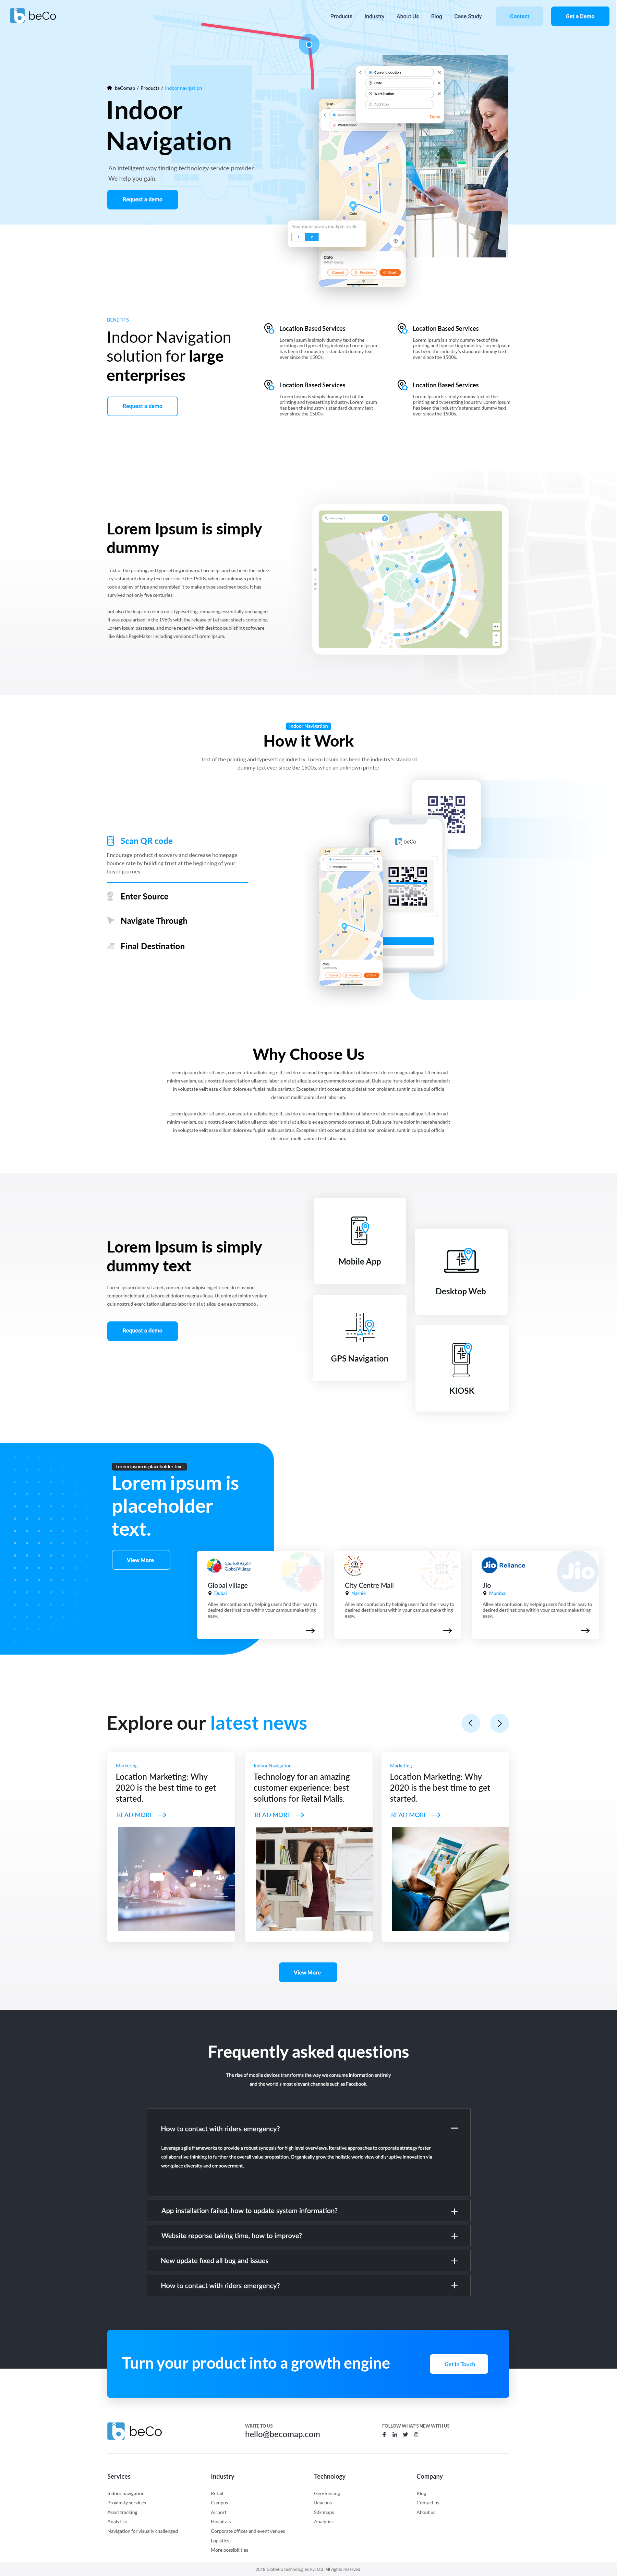 beCo
Products Industry About Us Blog Case Study Contact Get a Demo
beComap / Products / Indoor navigation
Indoor
Navigation
An intelligent way finding technology service provider.
We help you gain.
Request a demo
Current location
Cafe
Workstation
Add Stop
Done
9:41
Workstation
Cafe
Your route covers multiple levels.
1 2
Cafe
Cancel Preview Start
BENEFITS
Indoor Navigation
solution for large
enterprises
Request a demo
Location Based Services
Lorem Ipsum is simply dummy text of the
printing and typesetting industry. Lorem Ipsum
has been the industry's standard dummy text
ever since the 1500s.
Location Based Services
Lorem Ipsum is simply dummy text of the
printing and typesetting industry. Lorem Ipsum
has been the industry's standard dummy text
ever since the 1500s.
Location Based Services
Lorem Ipsum is simply dummy text of the
printing and typesetting industry. Lorem Ipsum
has been the industry's standard dummy text
ever since the 1500s.
Location Based Services
Lorem Ipsum is simply dummy text of the
printing and typesetting industry. Lorem Ipsum
has been the industry's standard dummy text
ever since the 1500s.
Lorem Ipsum is simply
dummy
text of the printing and typesetting industry. Lorem Ipsum has been the indus-
try's standard dummy text ever since the 1500s, when an unknown printer
took a galley of type and scrambled it to make a type specimen book. It has
survived not only five centuries.
but also the leap into electronic typesetting, remaining essentially unchanged.
It was popularised in the 1960s with the release of Letraset sheets containing
Lorem Ipsum passages, and more recently with desktop publishing software
like Aldus PageMaker including versions of Lorem Ipsum.
Indoor Navigation
How it Work
text of the printing and typesetting industry. Lorem Ipsum has been the industry's standard
dummy text ever since the 1500s, when an unknown printer
Scan QR code
Encourage product discovery and decrease homepage
bounce rate by building trust at the beginning of your
buyer journey.
Enter Source
Navigate Through
Final Destination
beCo
9:41
Cafe
Cafe
Cancel Preview Start
Why Choose Us
Lorem ipsum dolor sit amet, consectetur adipiscing elit, sed do eiusmod tempor incididunt ut labore et dolore magna aliqua. Ut enim ad
minim veniam, quis nostrud exercitation ullamco laboris nisi ut aliquip ex ea commodo consequat. Duis aute irure dolor in reprehenderit
in voluptate velit esse cillum dolore eu fugiat nulla pariatur. Excepteur sint occaecat cupidatat non proident, sunt in culpa qui officia
deserunt mollit anim id est laborum.
Lorem ipsum dolor sit amet, consectetur adipiscing elit, sed do eiusmod tempor incididunt ut labore et dolore magna aliqua. Ut enim ad
minim veniam, quis nostrud exercitation ullamco laboris nisi ut aliquip ex ea commodo consequat. Duis aute irure dolor in reprehenderit
in voluptate velit esse cillum dolore eu fugiat nulla pariatur. Excepteur sint occaecat cupidatat non proident, sunt in culpa qui officia
deserunt mollit anim id est laborum.
Lorem Ipsum is simply
dummy text
Lorem ipsum dolor sit amet, consectetur adipiscing elit, sed do eiusmod
tempor incididunt ut labore et dolore magna aliqua. Ut enim ad minim veniam,
quis nostrud exercitation ullamco laboris nisi ut aliquip ex ea commodo .
Request a demo
Mobile App
Desktop Web
GPS Navigation
KIOSK
Lorem ipsum is placeholder text
Lorem ipsum is
placeholder
text.
View More
القرية العالمية
Global Village
Global village
Dubai
Alleviate confusion by helping users find their way to
desired destinations within your campus make thing
easy.
CITY
City Centre Mall
Nashik
Alleviate confusion by helping users find their way to
desired destinations within your campus make thing
easy.
Jio Reliance
Jio
Jio
Mumbai
Alleviate confusion by helping users find their way to
desired destinations within your campus make thing
easy.
Explore our latest news
Marketing
Location Marketing: Why
2020 is the best time to get
started.
READ MORE
Indoor Navigation
Technology for an amazing
customer experience: best
solutions for Retail Malls.
READ MORE
Marketing
Location Marketing: Why
2020 is the best time to get
started.
READ MORE
View More
Frequently asked questions
The rise of mobile devices transforms the way we consume information entirely
and the world's most elevant channels such as Facebook.
How to contact with riders emergency?
Leverage agile frameworks to provide a robust synopsis for high level overviews. Iterative approaches to corporate strategy foster
collaborative thinking to further the overall value proposition. Organically grow the holistic world view of disruptive innovation via
workplace diversity and empowerment.
App installation failed, how to update system information?
Website reponse taking time, how to improve?
New update fixed all bug and issues
How to contact with riders emergency?
Turn your product into a growth engine
Get In Touch
beCo
WRITE TO US
hello@becomap.com
FOLLOW WHAT'S NEW WITH US
Services
Indoor navigation
Proximity services
Asset tracking
Analytics
Navigation for visually challenged
Industry
Retail
Campus
Airport
Hospitals
Corporate offices and event venues
Logistics
More possibilities
Technology
Geo-fencing
Beacons
Sdk maps
Analytics
Company
Blog
Contact us
About us
2018 GlobeCo technologies Pvt Ltd. All rights reserved.